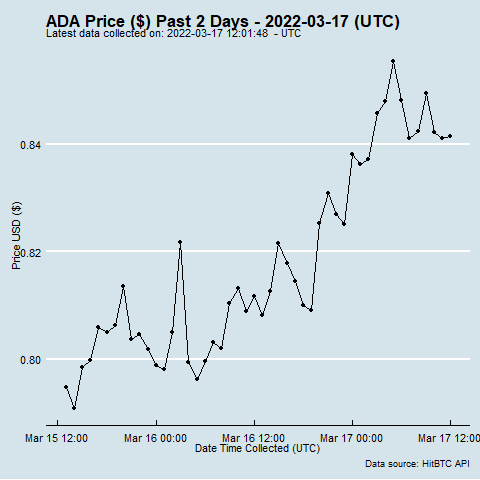 ADA Price ($) Past 2 Days - 2022-03-17 (UTC)
Latest data collected on: 2022-03-17 12:01:48 - UTC
0.84
0.82
0.80
Price USD ($)
Mar 15 12:00 Mar 16 00:00 Mar 16 12:00 Mar 17 00:00 Mar 17 12:00
Date Time Collected (UTC)
Data source: HitBTC API